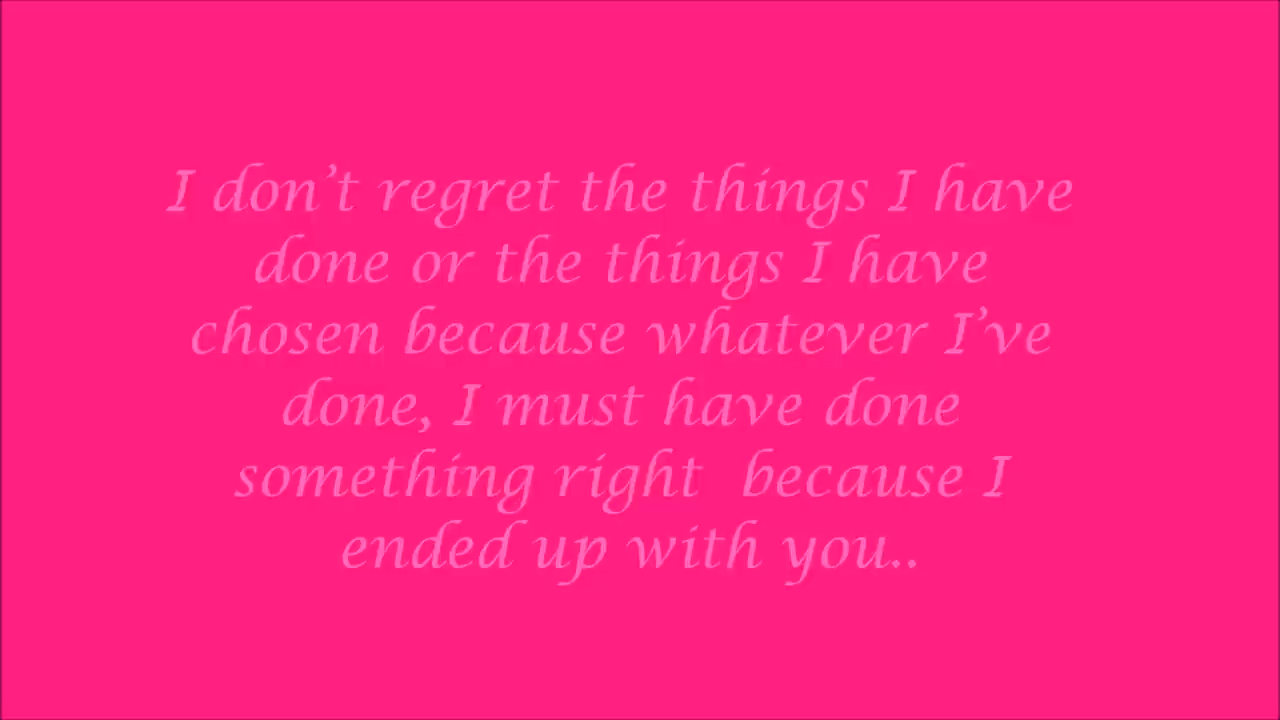 I don’t regret the things I have
done or the things I have
chosen because whatever I’ve
done, I must have done
something right  because I
ended up with you..